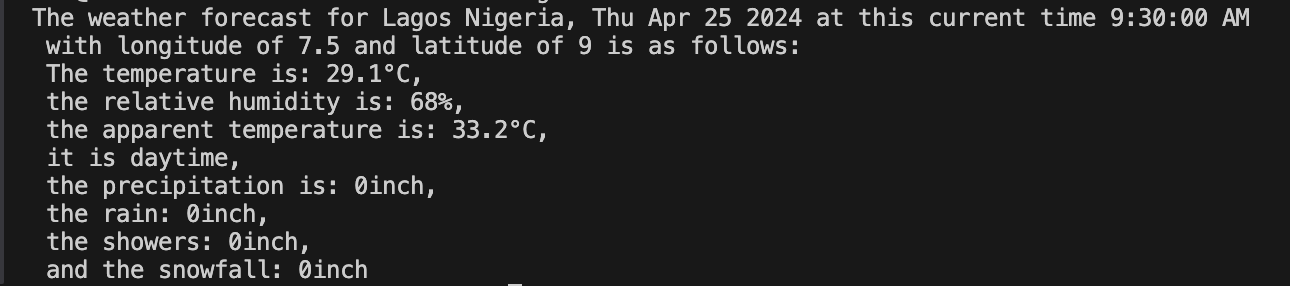 The weather forecast for Lagos Nigeria, Thu Apr 25 2024 at this current time 9:30:00 AM
with longitude of 7.5 and latitude of 9 is as follows:
The temperature is: 29.1°C,
the relative humidity is: 68%,
the apparent temperature is: 33.2°C,
it is daytime,
the precipitation is: 0inch,
the rain: 0inch,
the showers: 0inch,
and the snowfall: 0inch